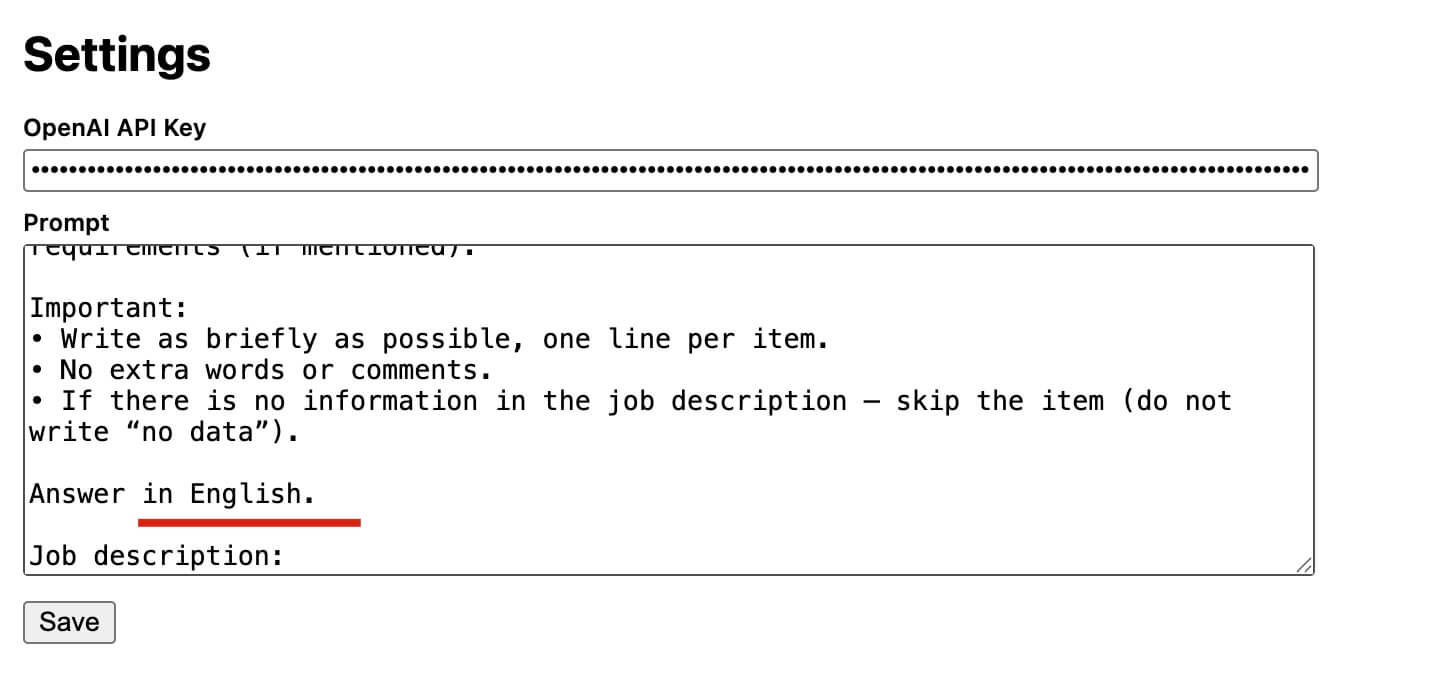 Settings
OpenAI API Key
Prompt
requirements (if mentioned).
Important:
• Write as briefly as possible, one line per item.
• No extra words or comments.
• If there is no information in the job description — skip the item (do not
write “no data”).
Answer in English.
Job description:
Save